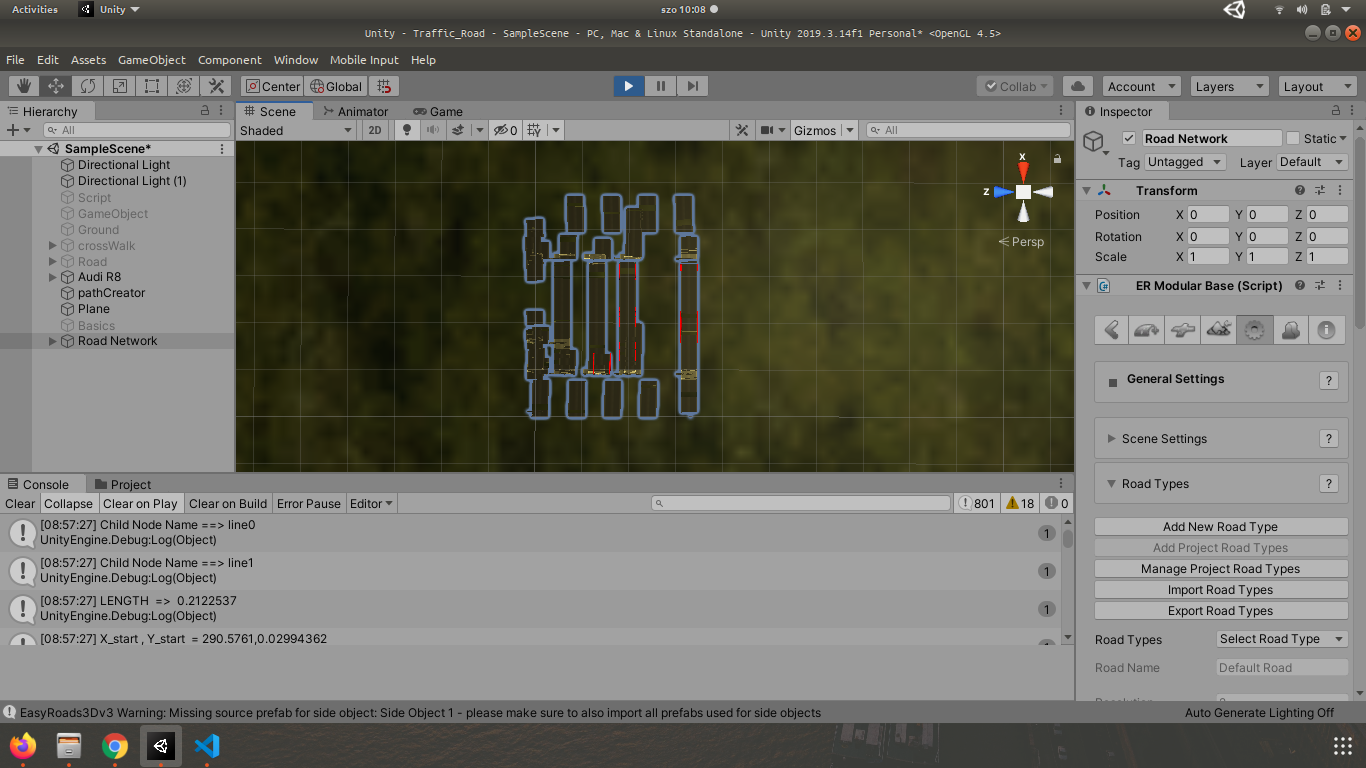 Activities Unity szo 10:08
Unity - Traffic_Road - SampleScene - PC, Mac & Linux Standalone - Unity 2019.3.14f1 Personal* <OpenGL 4.5>
File Edit Assets GameObject Component Window Mobile Input Help
Center Global Collab Account Layers Layout
Hierarchy
All
SampleScene*
Directional Light
Directional Light (1)
Script
GameObject
Ground
crossWalk
Road
Audi R8
pathCreator
Plane
Basics
Road Network
Scene Animator Game
Shaded 2D 0 Gizmos All
x
z
Persp
Inspector
Road Network Static
Tag Untagged Layer Default
Transform
Position X 0 Y 0 Z 0
Rotation X 0 Y 0 Z 0
Scale X 1 Y 1 Z 1
ER Modular Base (Script)
General Settings ?
Scene Settings ?
Road Types ?
Add New Road Type
Add Project Road Types
Manage Project Road Types
Import Road Types
Export Road Types
Road Types Select Road Type
Road Name Default Road
Console Project
Clear Collapse Clear on Play Clear on Build Error Pause Editor 801 18 0
[08:57:27] Child Node Name ==> line0
UnityEngine.Debug:Log(Object)
1
[08:57:27] Child Node Name ==> line1
UnityEngine.Debug:Log(Object)
1
[08:57:27] LENGTH => 0.2122537
UnityEngine.Debug:Log(Object)
1
[08:57:27] X_start , Y_start = 290.5761,0.02994362
EasyRoads3Dv3 Warning: Missing source prefab for side object: Side Object 1 - please make sure to also import all prefabs used for side objects
Auto Generate Lighting Off